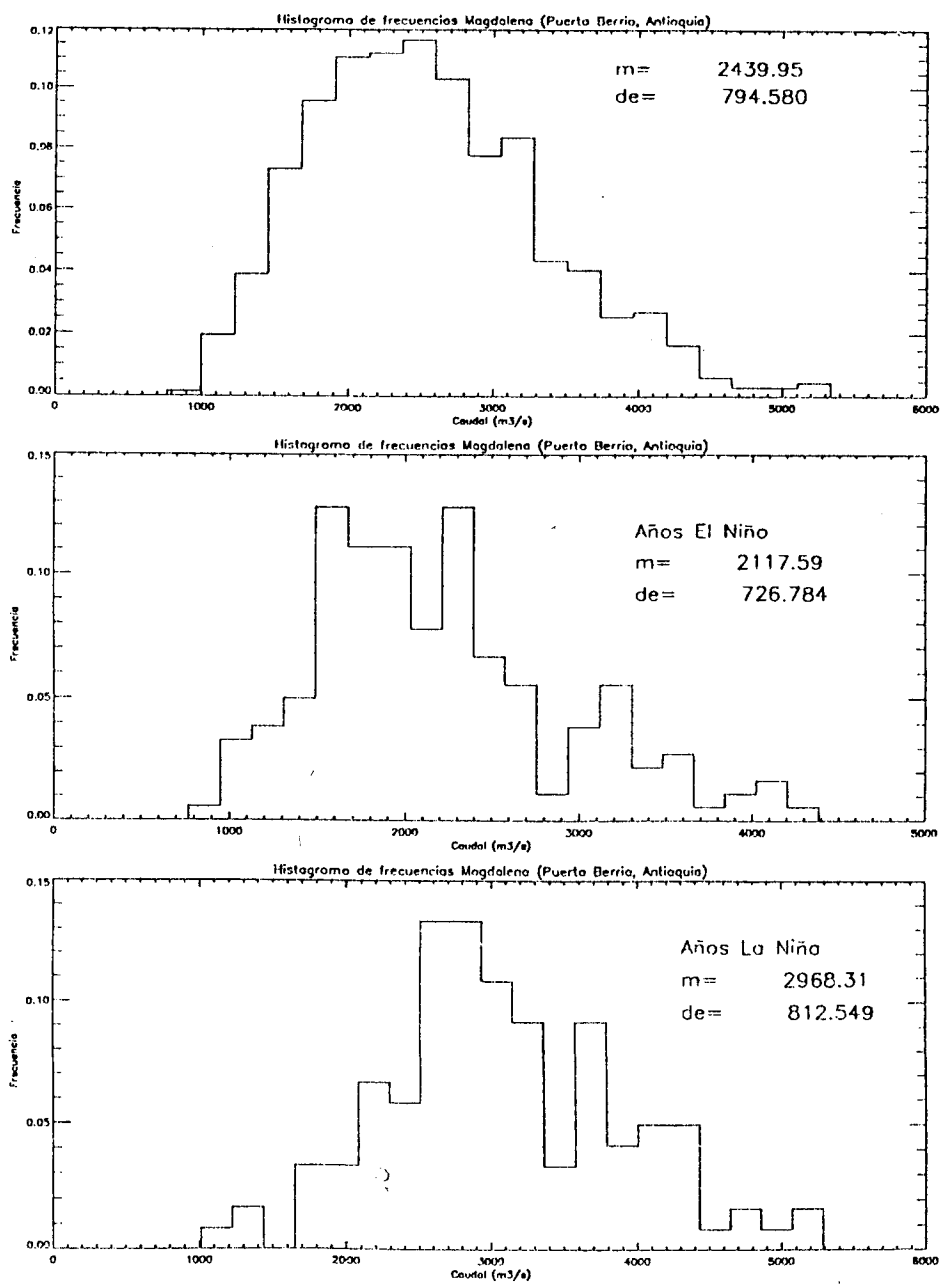 Histograma de frecuencias Magdalena (Puerto Berrio, Antioquia)
0.12
0.10
0.08
0.06
0.04
0.02
0.00
Frecuencia
m= 2439.95
de= 794.580
0 1000 2000 3000 4000 5000 6000
Caudal (m3/s)
Histograma de frecuencias Magdalena (Puerto Berrio, Antioquia)
0.15
0.10
0.05
0.00
Frecuencia
Años El Niño
m= 2117.59
de= 726.784
0 1000 2000 3000 4000 5000
Caudal (m3/s)
Histograma de frecuencias Magdalena (Puerto Berrio, Antioquia)
0.15
0.10
0.05
0.00
Frecuencia
Años La Niña
m= 2968.31
de= 812.549
0 1000 2000 3000 4000 5000 6000
Caudal (m3/s)